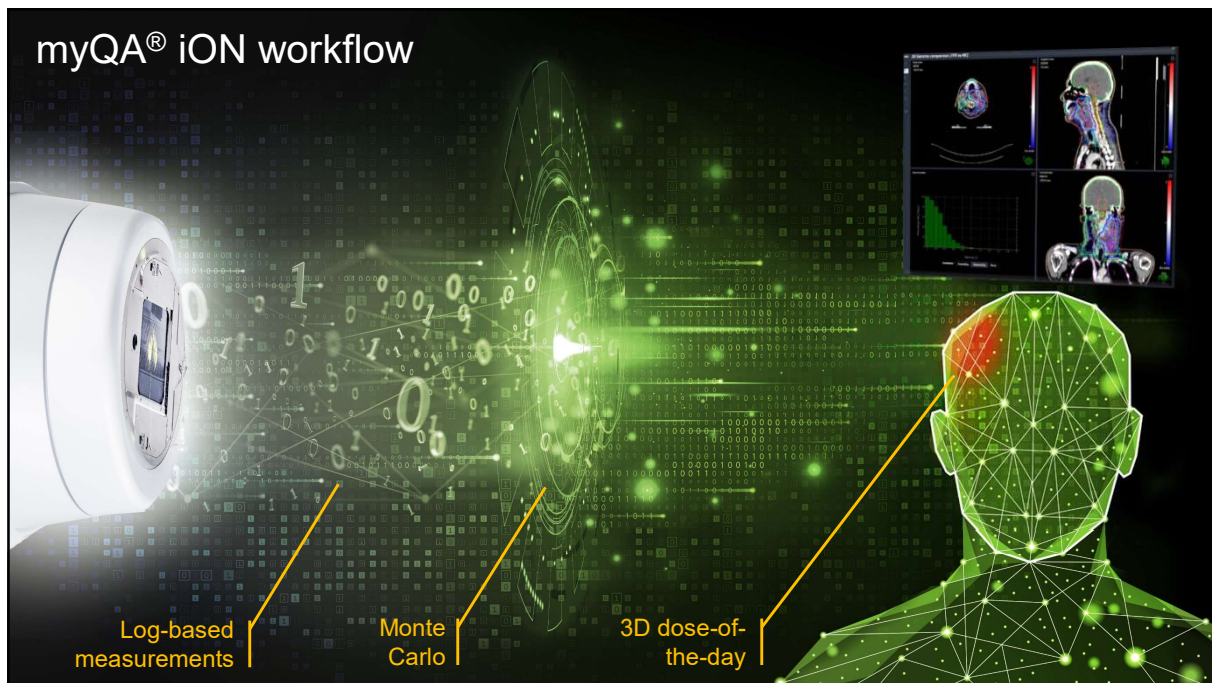 myQA® iON workflow
Log-based
measurements
Monte
Carlo
3D dose-of-
the-day